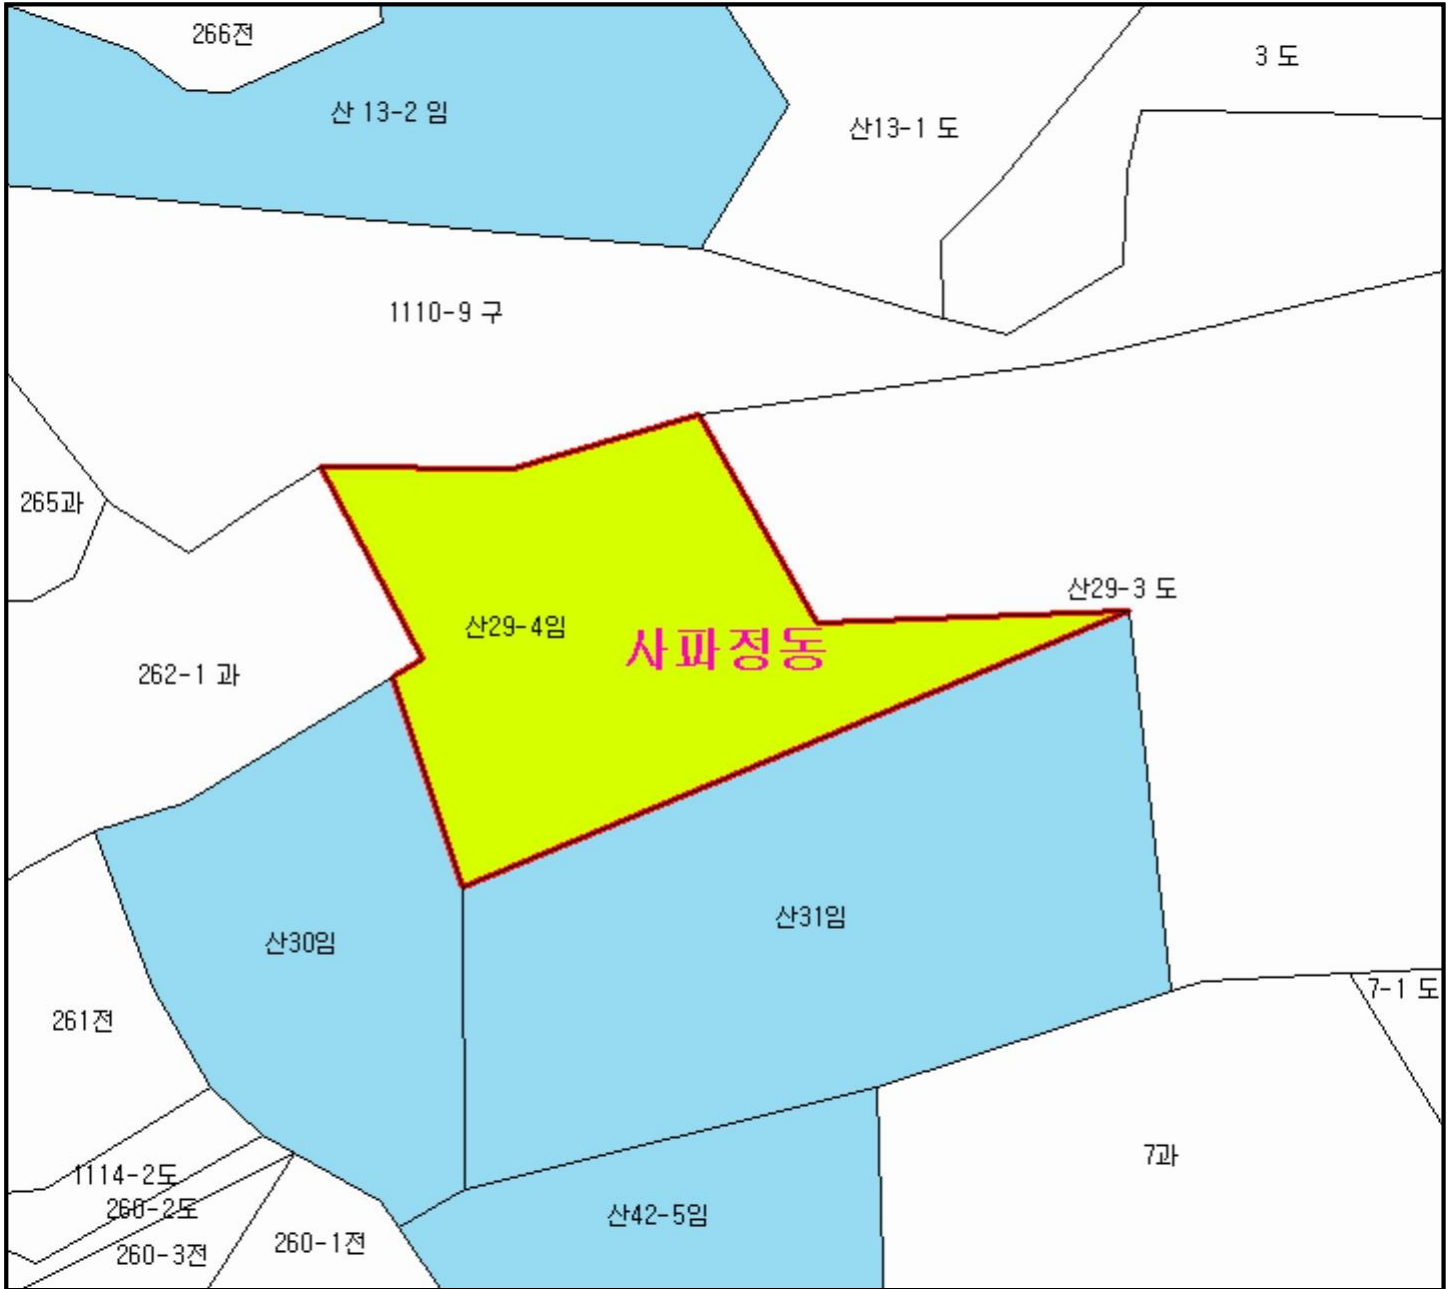 266전
3 도
산 13-2 임
산13-1 도
1110-9 구
265과
산29-3 도
산29-4임
사파정동
262-1 과
산31임
산30임
7-1 도
261전
7과
1114-2도
260-2도
산42-5임
260-1전
260-3전